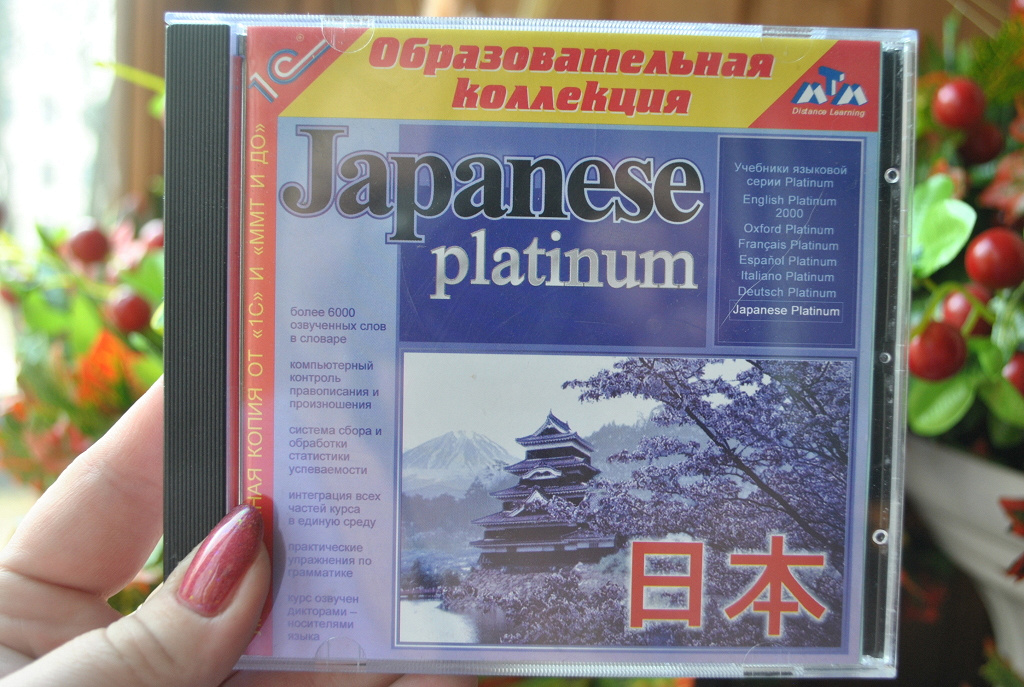 1С®
Образовательная
коллекция
МТМ
Distance Learning
НАЯ КОПИЯ ОТ «1С» И «ММТ И ДО»
Japanese
platinum
Учебники языковой
серии Platinum
English Platinum
2000
Oxford Platinum
Français Platinum
Español Platinum
Italiano Platinum
Deutsch Platinum
Japanese Platinum
более 6000
озвученных слов
в словаре
компьютерный
контроль
правописания и
произношения
система сбора и
обработки
статистики
успеваемости
интеграция всех
частей курса
в единую среду
практические
упражнения по
грамматике
курс озвучен
дикторами –
носителями
языка
日本